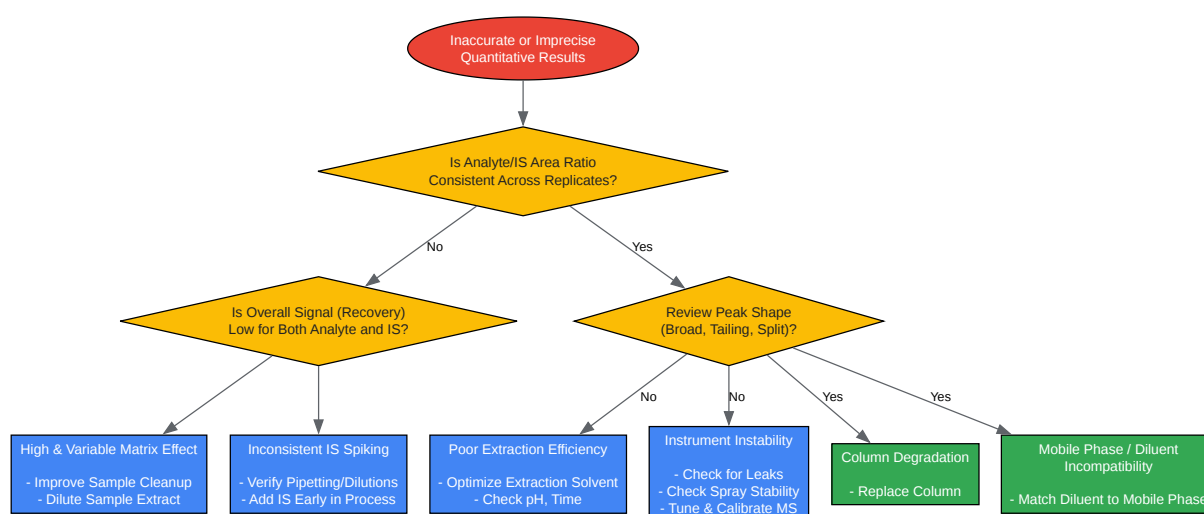 Inaccurate or Imprecise
Quantitative Results
Is Analyte/IS Area Ratio
Consistent Across Replicates?
No
Yes
Is Overall Signal (Recovery)
Low for Both Analyte and IS?
Review Peak Shape
(Broad, Tailing, Split)?
No
No
Yes
Yes
High & Variable Matrix Effect
- Improve Sample Cleanup
- Dilute Sample Extract
Inconsistent IS Spiking
- Verify Pipetting/Dilutions
- Add IS Early in Process
Poor Extraction Efficiency
- Optimize Extraction Solvent
- Check pH, Time
Instrument Instability
- Check for Leaks
- Check Spray Stability
- Tune & Calibrate MS
Column Degradation
- Replace Column
Mobile Phase / Diluent
Incompatibility
- Match Diluent to Mobile Phase